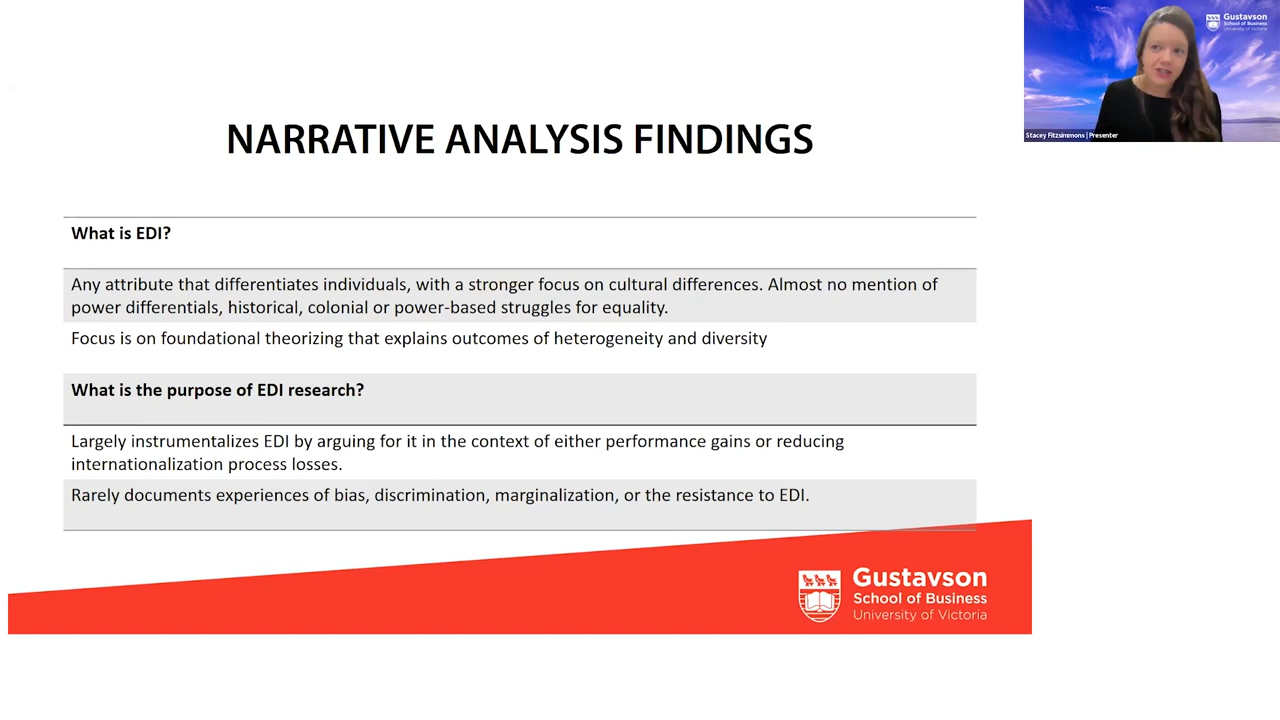 Gustavson
School of Business
University of Victoria
Stacey Fitzsimmons | Presenter
NARRATIVE ANALYSIS FINDINGS
What is EDI?
Any attribute that differentiates individuals, with a stronger focus on cultural differences. Almost no mention of
power differentials, historical, colonial or power-based struggles for equality.
Focus is on foundational theorizing that explains outcomes of heterogeneity and diversity
What is the purpose of EDI research?
Largely instrumentalizes EDI by arguing for it in the context of either performance gains or reducing
internationalization process losses.
Rarely documents experiences of bias, discrimination, marginalization, or the resistance to EDI.
Gustavson
School of Business
University of Victoria